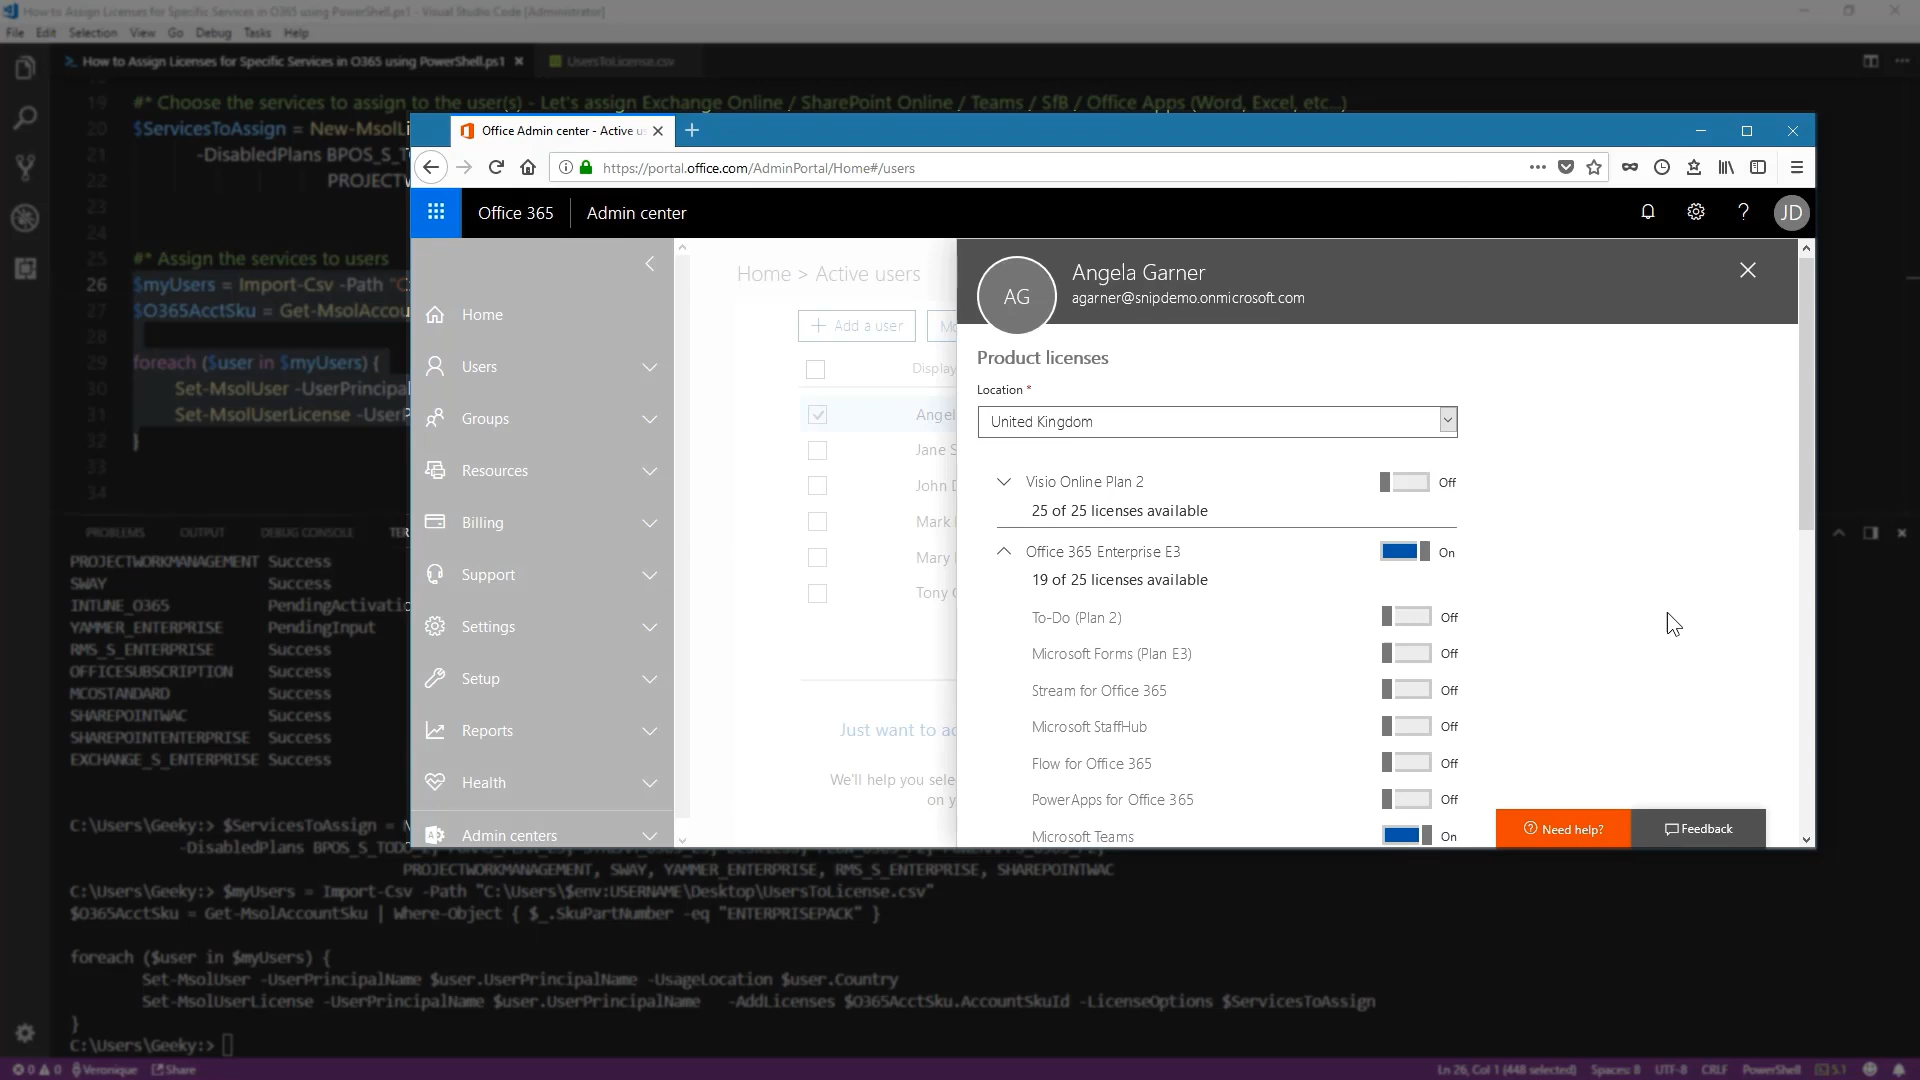 How to Assign Licenses for Specific Services in O365 using PowerShell.ps1 - Visual Studio Code [Administrator]
File Edit Selection View Go Debug Tasks Help
How to Assign Licenses for Specific Services in O365 using PowerShell.ps1
UsersToLicense.csv
19 #* Choose the services to assign to the user(s) - Let's assign Exchange Online / SharePoint Online / Teams / SfB / Office Apps (Word, Excel, etc...)
20 $ServicesToAssign = New-MsolLi
21 -DisabledPlans BPOS_S_TO
22 PROJECTW
23
24
25 #* Assign the services to users
26 $myUsers = Import-Csv -Path "C:
27 $O365AcctSku = Get-MsolAccou
28
29 foreach ($user in $myUsers) {
30 Set-MsolUser -UserPrincipal
31 Set-MsolUserLicense -UserP
32 }
33
34
Office Admin center - Active us
https://portal.office.com/AdminPortal/Home#/users
Office 365
Admin center
JD
Home
Users
Groups
Resources
Billing
Support
Settings
Setup
Reports
Health
Admin centers
Home > Active users
Add a user
Mo
Display
Angel
Jane S
John D
Mark
Mary
Tony
Just want to ad
We'll help you sele
on y
AG
Angela Garner
agarner@snipdemo.onmicrosoft.com
Product licenses
Location *
United Kingdom
Visio Online Plan 2 Off
25 of 25 licenses available
Office 365 Enterprise E3 On
19 of 25 licenses available
To-Do (Plan 2) Off
Microsoft Forms (Plan E3) Off
Stream for Office 365 Off
Microsoft StaffHub Off
Flow for Office 365 Off
PowerApps for Office 365 Off
Microsoft Teams On
Need help?
Feedback
PROBLEMS OUTPUT DEBUG CONSOLE TER
PROJECTWORKMANAGEMENT Success
SWAY Success
INTUNE_O365 PendingActivatio
YAMMER_ENTERPRISE PendingInput
RMS_S_ENTERPRISE Success
OFFICESUBSCRIPTION Success
MCOSTANDARD Success
SHAREPOINTWAC Success
SHAREPOINTENTERPRISE Success
EXCHANGE_S_ENTERPRISE Success
C:\Users\Geeky:> $ServicesToAssign = N
-DisabledPlans
PROJECTWORKMANAGEMENT, SWAY, YAMMER_ENTERPRISE, RMS_S_ENTERPRISE, SHAREPOINTWAC
C:\Users\Geeky:> $myUsers = Import-Csv -Path "C:\Users\$env:USERNAME\Desktop\UsersToLicense.csv"
$O365AcctSku = Get-MsolAccountSku | Where-Object { $_.SkuPartNumber -eq "ENTERPRISEPACK" }
foreach ($user in $myUsers) {
Set-MsolUser -UserPrincipalName $user.UserPrincipalName -UsageLocation $user.Country
Set-MsolUserLicense -UserPrincipalName $user.UserPrincipalName -AddLicenses $O365AcctSku.AccountSkuId -LicenseOptions $ServicesToAssign
}
C:\Users\Geeky:>
0 0 Veronique Share
Ln 26, Col 1 (448 selected) Spaces: 8 UTF-8 CRLF PowerShell 5.1